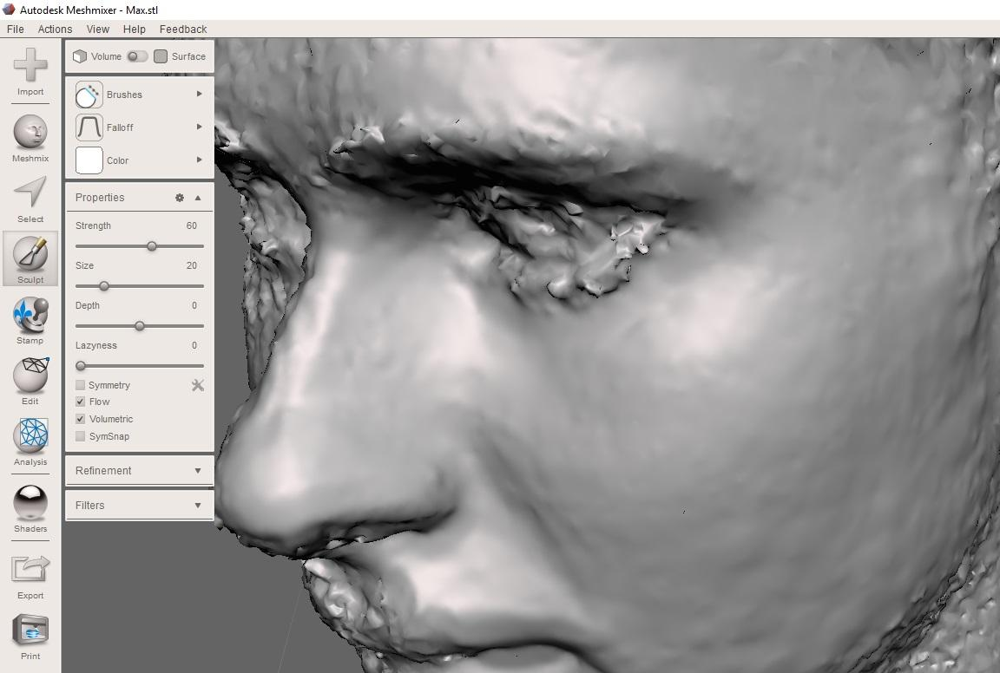 Autodesk Meshmixer - Max.stl
File Actions View Help Feedback
Import
Meshmix
Select
Sculpt
Stamp
Edit
Analysis
Shaders
Export
Print
Volume Surface
Brushes
Falloff
Color
Properties
Strength 60
Size 20
Depth 0
Lazyness 0
Symmetry
Flow
Volumetric
SymSnap
Refinement
Filters